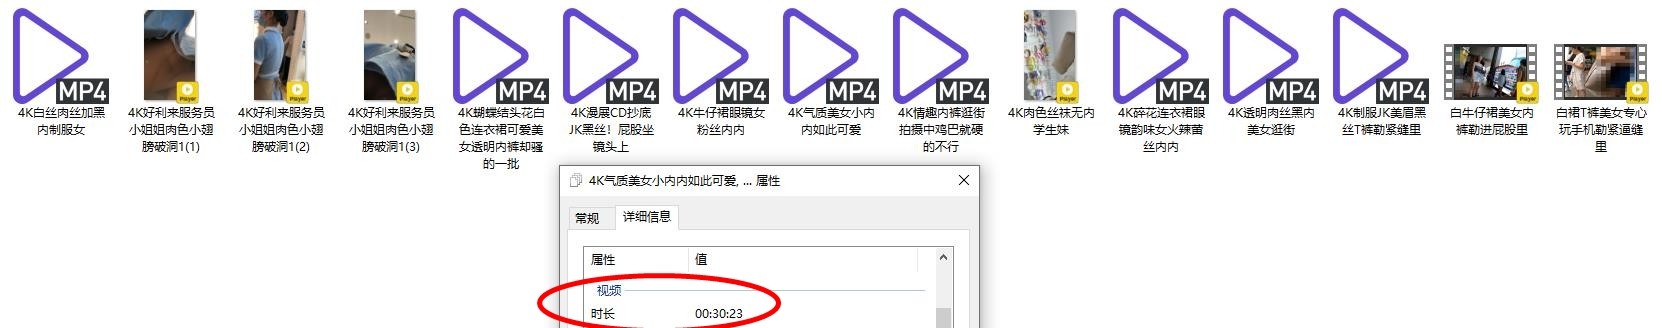 MP4
4K白丝肉丝加黑
内制服女
Player
4K好利来服务员
小姐姐肉色小翅
膀破洞1(1)
Player
4K好利来服务员
小姐姐肉色小翅
膀破洞1(2)
Player
4K好利来服务员
小姐姐肉色小翅
膀破洞1(3)
MP4
4K蝴蝶结头花白
色连衣裙可爱美
女透明内裤却骚
的一批
MP4
4K漫展CD抄底
JK黑丝！屁股坐
镜头上
MP4
4K牛仔裙眼镜女
粉丝内内
MP4
4K气质美女小内
内如此可爱
MP4
4K情趣内裤逛街
拍摄中鸡巴就硬
的不行
Player
4K肉色丝袜无内
学生妹
MP4
4K碎花连衣裙眼
镜韵味女火辣蕾
丝内内
MP4
4K透明肉丝黑内
美女逛街
MP4
4K制服JK美眉黑
丝T裤勒紧缝里
Player
白牛仔裙美女内
裤勒进屁股里
Player
白裙T裤美女专心
玩手机勒紧逼缝
里
4K气质美女小内内如此可爱, ... 属性
常规
详细信息
属性 值
视频
时长 00:30:23